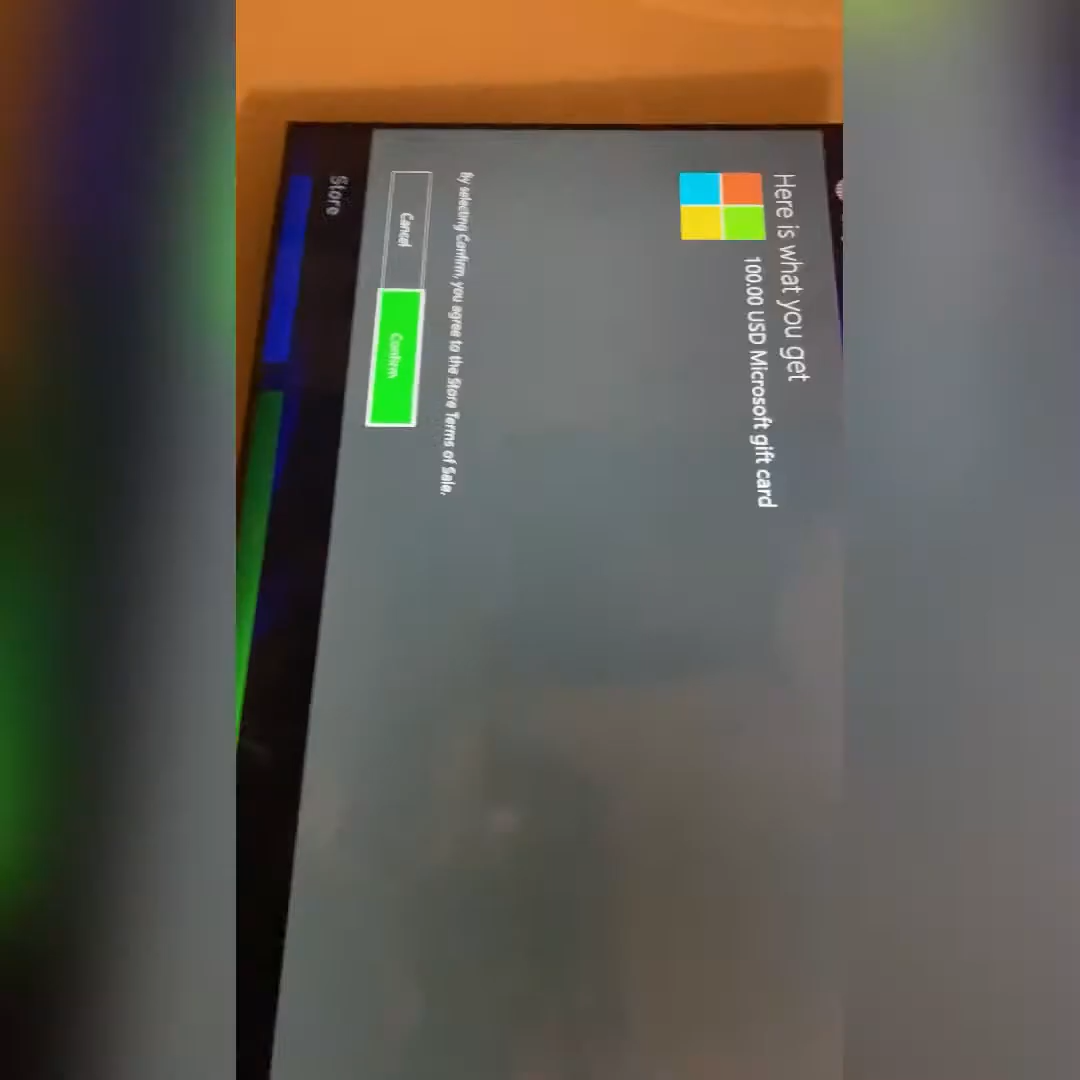 Here is what you get
100.00 USD Microsoft gift card
By selecting Confirm, you agree to the Store Terms of Sale.
Cancel
Confirm
Store